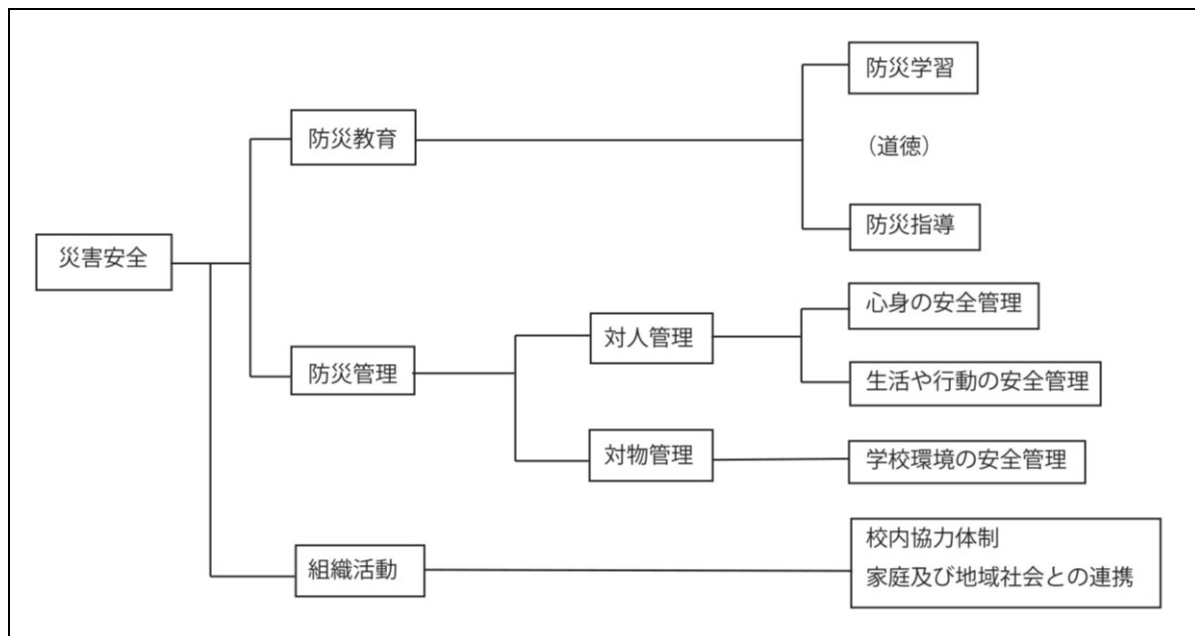 防災学習
防災教育
（道徳）
防災指導
災害安全
心身の安全管理
対人管理
防災管理
生活や行動の安全管理
対物管理
学校環境の安全管理
校内協力体制
組織活動
家庭及び地域社会との連携